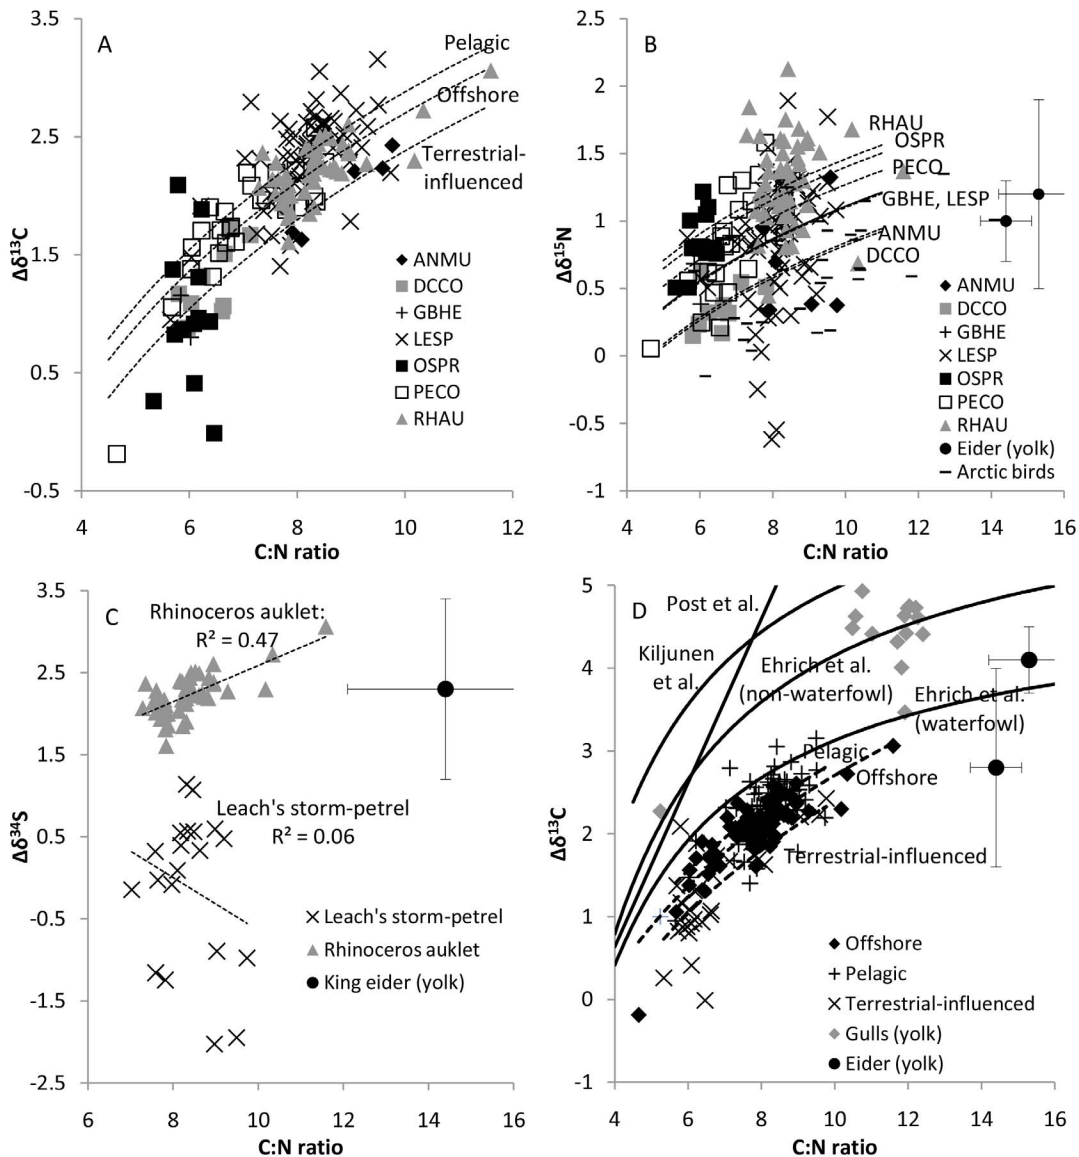 A
3.5
2.5
1.5
0.5
-0.5
Δδ¹³C
4
6
8
10
12
C:N ratio
Pelagic
Offshore
Terrestrial-
influenced
ANMU
DCCO
GBHE
LESP
OSPR
PECO
RHAU
B
2.5
2
1.5
1
0.5
0
-0.5
-1
Δδ¹⁵N
4
6
8
10
12
14
16
C:N ratio
RHAU
OSPR
PECO
GBHE, LESP
ANMU
DCCO
ANMU
DCCO
GBHE
LESP
OSPR
PECO
RHAU
Eider (yolk)
Arctic birds
C
3.5
2.5
1.5
0.5
-0.5
-1.5
-2.5
Δδ³⁴S
6
8
10
12
14
16
C:N ratio
Rhinoceros auklet:
R² = 0.47
Leach's storm-petrel
R² = 0.06
Leach's storm-petrel
Rhinoceros auklet
King eider (yolk)
D
5
4
3
2
1
0
-1
Δδ¹³C
4
6
8
10
12
14
16
C:N ratio
Post et al.
Kiljunen
et al.
Ehrich et al.
(non-waterfowl)
Ehrich et al.
(waterfowl)
Pelagic
Offshore
Terrestrial-influenced
Offshore
Pelagic
Terrestrial-influenced
Gulls (yolk)
Eider (yolk)